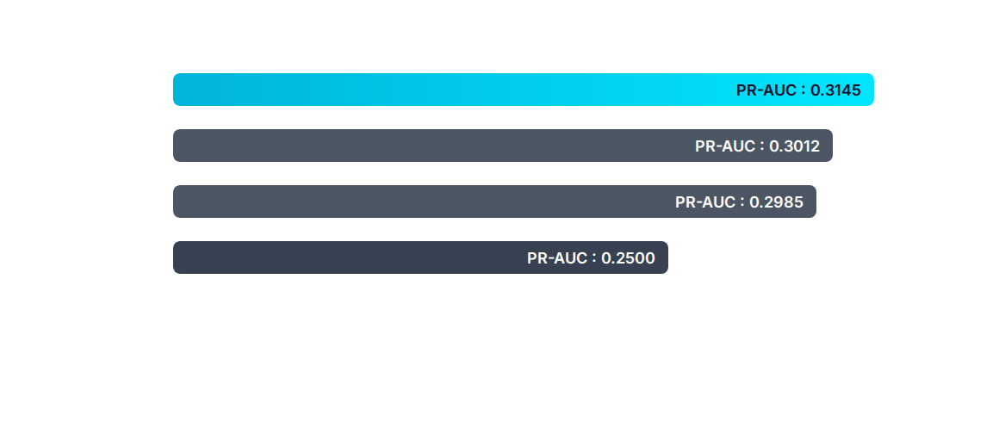 PR-AUC : 0.3145
PR-AUC : 0.3012
PR-AUC : 0.2985
PR-AUC : 0.2500